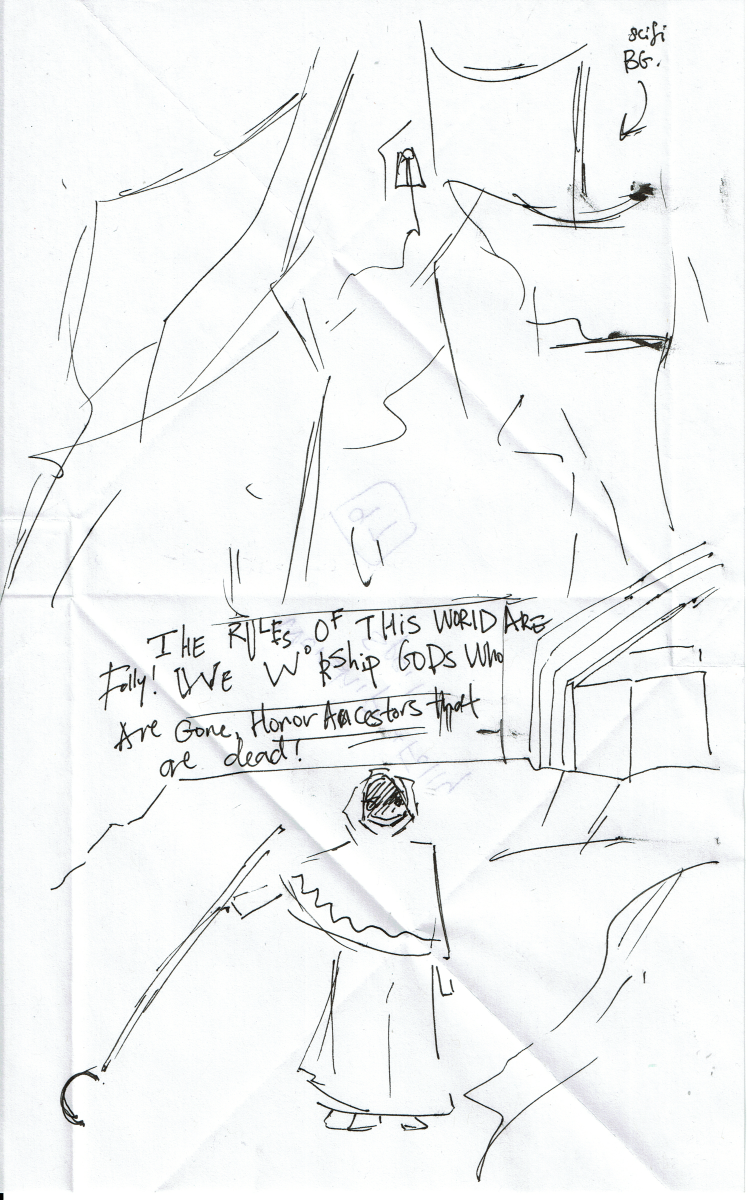 scifi
BG.
THE RULES OF THIS WORLD ARE
Folly! WE WORShip GODs Who
Are Gone, Honor Ancestors that
are dead!